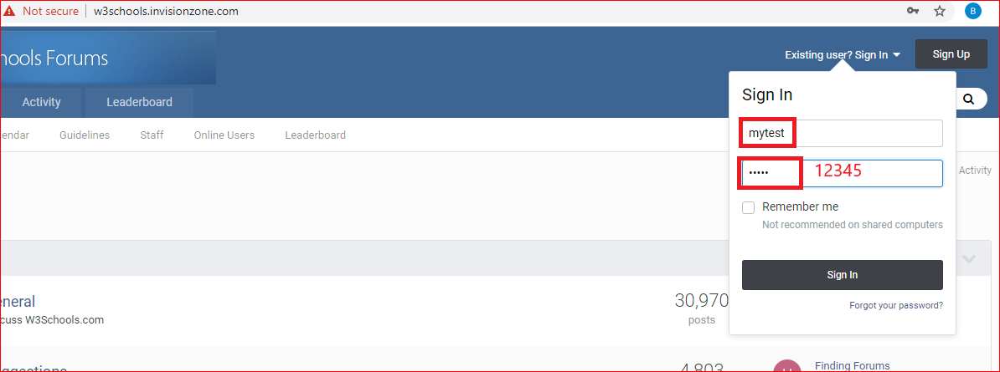 Not secure | w3schools.invisionzone.com B
hools Forums
Existing user? Sign In Sign Up
Activity Leaderboard
Sign In
mytest
endar Guidelines Staff Online Users Leaderboard
••••• 12345
Activity
Remember me
Not recommended on shared computers
Sign In
eneral
30,970
cuss W3Schools.com
posts
Forgot your password?
4,803
Finding Forums